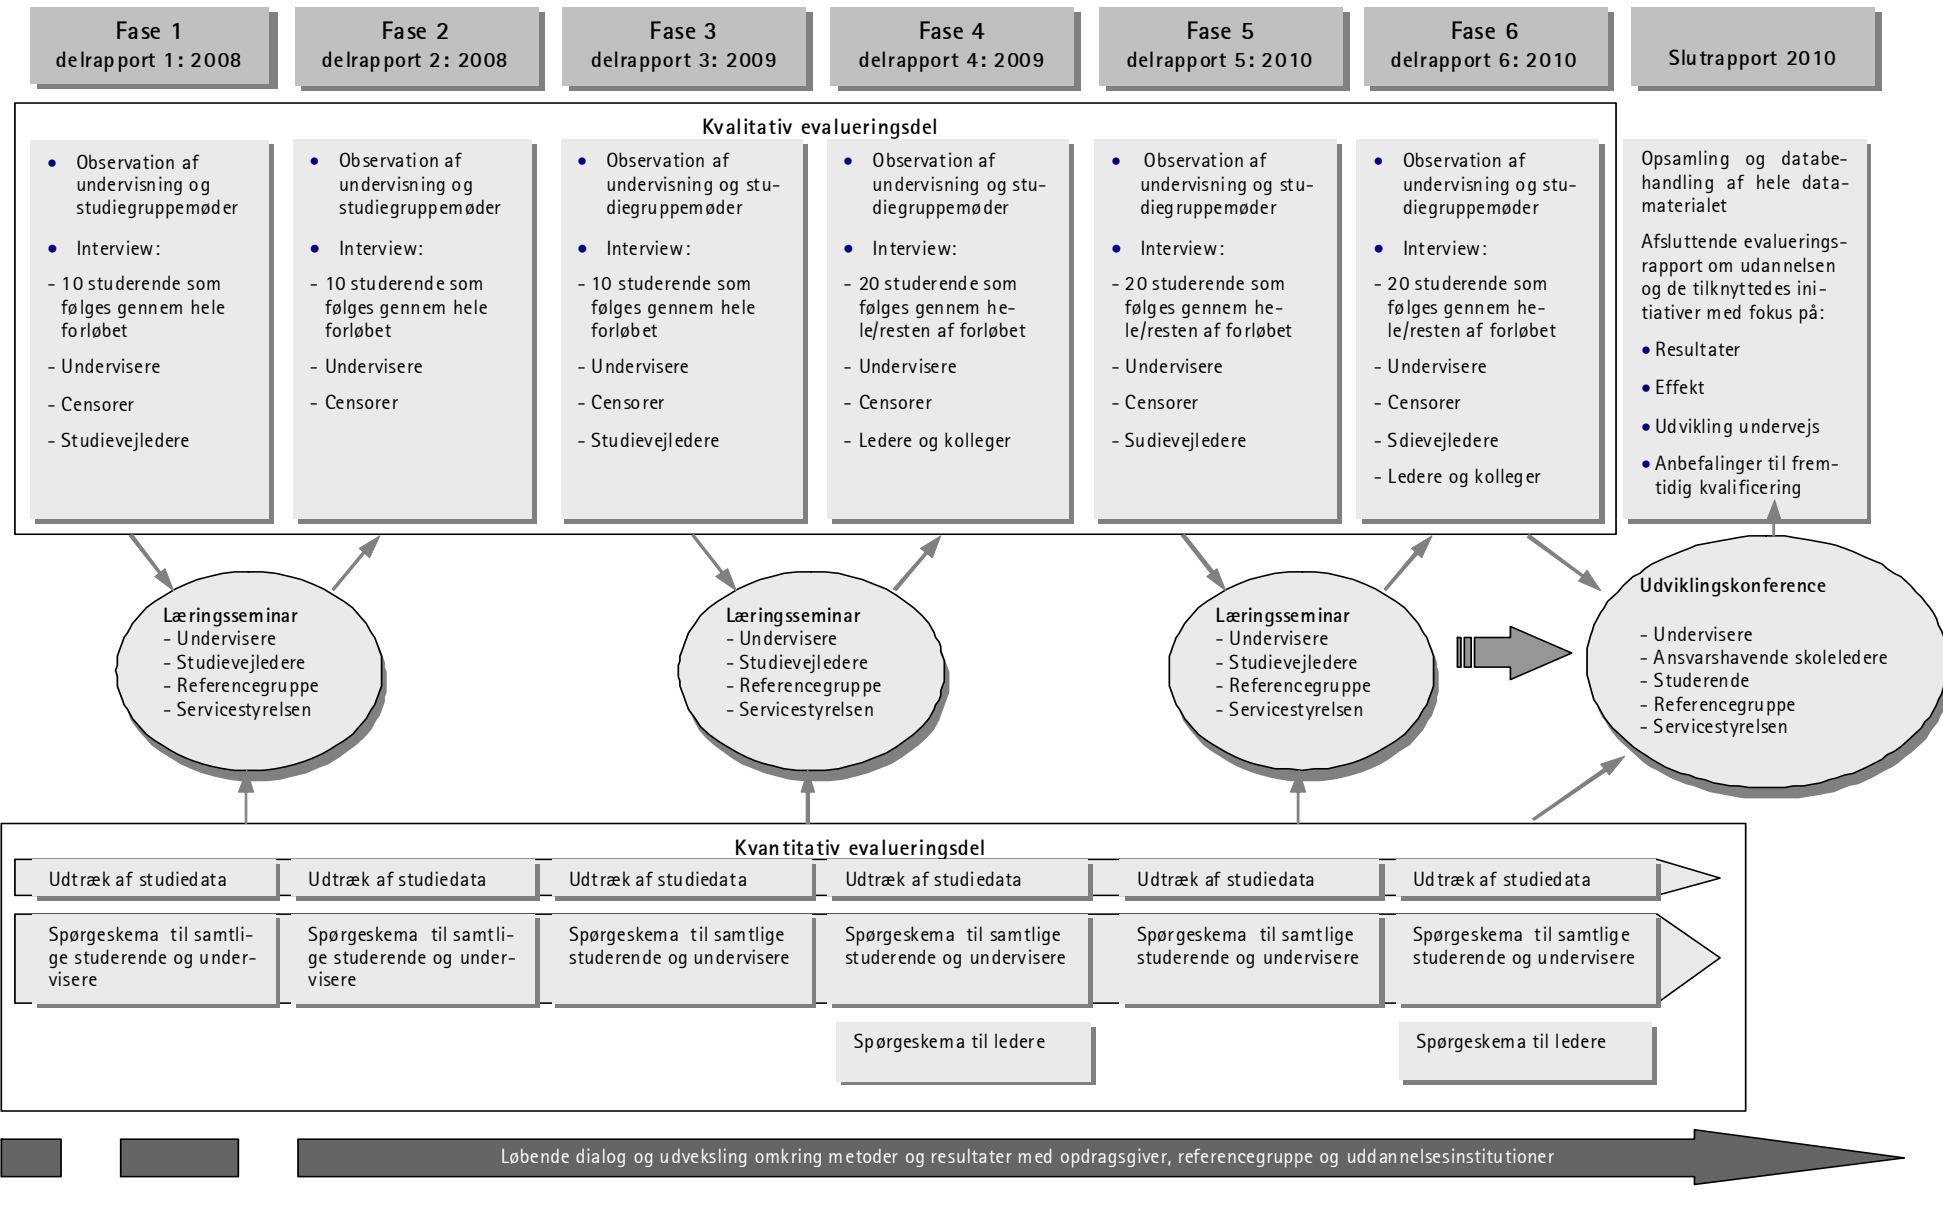 Fase 1
delrapport 1: 2008
Fase 2
delrapport 2: 2008
Fase 3
delrapport 3: 2009
Fase 4
delrapport 4: 2009
Fase 5
delrapport 5: 2010
Fase 6
delrapport 6: 2010
Slutrapport 2010
Kvalitativ evalueringsdel
• Observation af
undervisning og
studiegruppemøder
• Interview:
- 10 studerende som
følges gennem hele
forløbet
- Undervisere
- Censorer
- Studievejledere
• Observation af
undervisning og
studiegruppemøder
• Interview:
- 10 studerende som
følges gennem hele
forløbet
- Undervisere
- Censorer
• Observation af
undervisning og stu-
diegruppemøder
• Interview:
- 10 studerende som
følges gennem hele
forløbet
- Undervisere
- Censorer
- Studievejledere
• Observation af
undervisning og stu-
diegruppemøder
• Interview:
- 20 studerende som
følges gennem he-
le/resten af forløbet
- Undervisere
- Censorer
- Ledere og kolleger
• Observation af
undervisning og stu-
diegruppemøder
• Interview:
- 20 studerende som
følges gennem he-
le/resten af forløbet
- Undervisere
- Censorer
- Sudievejledere
• Observation af
undervisning og stu-
diegruppemøder
• Interview:
- 20 studerende som
følges gennem he-
le/resten af forløbet
- Undervisere
- Censorer
- Sdievejledere
- Ledere og kolleger
Opsamling og databe-
handling af hele data-
materialet
Afsluttende evaluerings-
rapport om udannelsen
og de tilknyttedes ini-
tiativer med fokus på:
• Resultater
• Effekt
• Udvikling undervejs
• Anbefalinger til frem-
tidig kvalificering
Læringsseminar
- Undervisere
- Studievejledere
- Referencegruppe
- Servicestyrelsen
Læringsseminar
- Undervisere
- Studievejledere
- Referencegruppe
- Servicestyrelsen
Læringsseminar
- Undervisere
- Studievejledere
- Referencegruppe
- Servicestyrelsen
Udviklingskonference
- Undervisere
- Ansvarshavende skoleledere
- Studerende
- Referencegruppe
- Servicestyrelsen
Kvantitativ evalueringsdel
Udtræk af studiedata
Udtræk af studiedata
Udtræk af studiedata
Udtræk af studiedata
Udtræk af studiedata
Udtræk af studiedata
Spørgeskema til samtli-
ge studerende og under-
visere
Spørgeskema til samtli-
ge studerende og under-
visere
Spørgeskema til samtlige
studerende og undervisere
Spørgeskema til samtlige
studerende og undervisere
Spørgeskema til samtlige
studerende og undervisere
Spørgeskema til samtlige
studerende og undervisere
Spørgeskema til ledere
Spørgeskema til ledere
Løbende dialog og udveksling omkring metoder og resultater med opdragsgiver, referencegruppe og uddannelsesinstitutioner